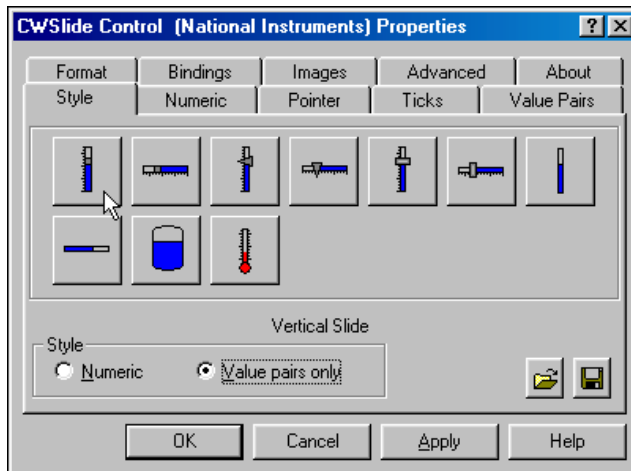 CWSlide Control (National Instruments) Properties
Format Bindings Images Advanced About
Style Numeric Pointer Ticks Value Pairs
Vertical Slide
Style
Numeric Value pairs only
OK Cancel Apply Help